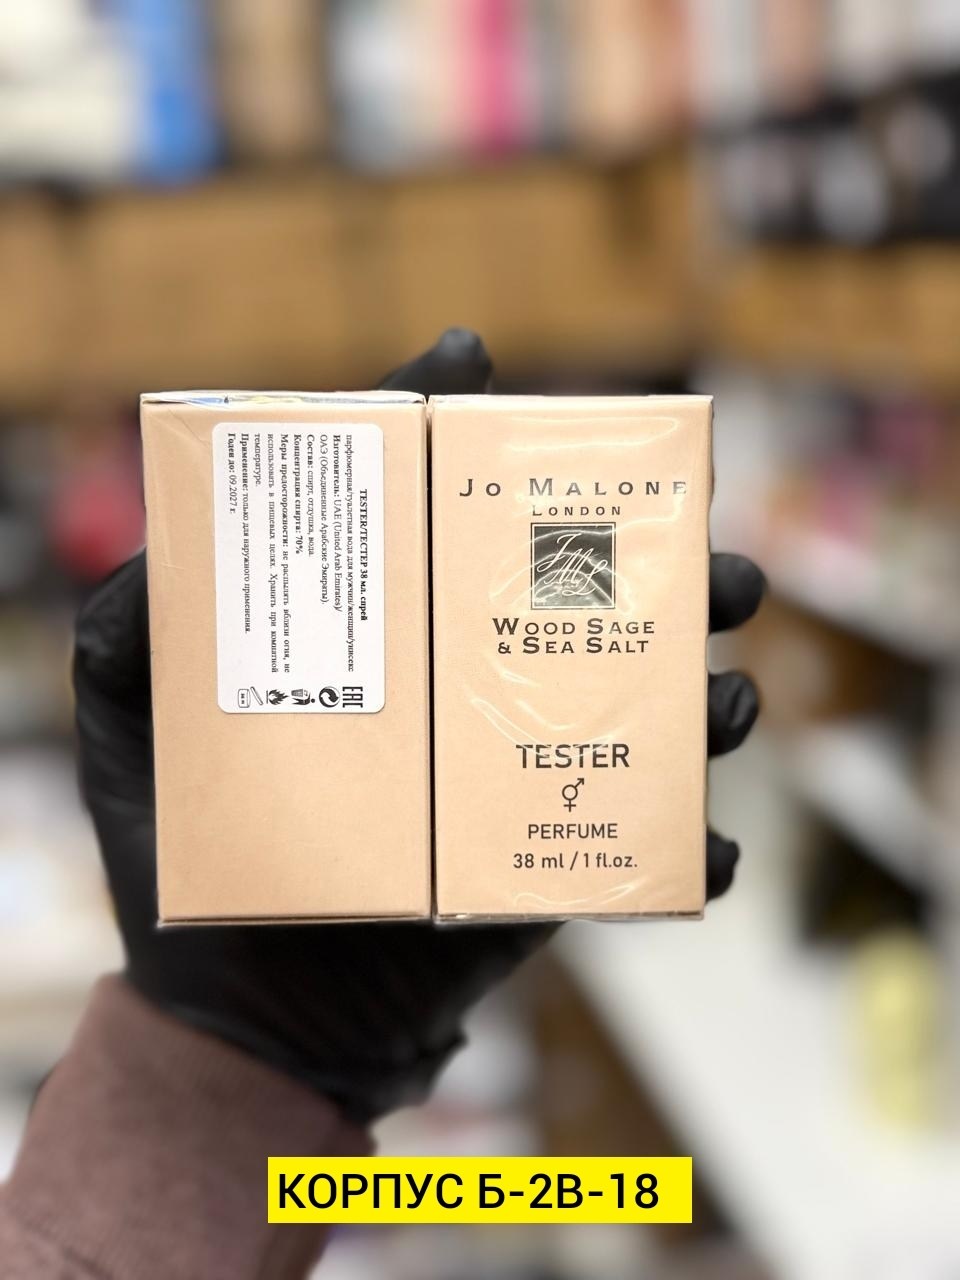 TESTER/ТЕСТЕР 38 мл. спрей
парфюмерная/туалетная вода для мужчин/женщин/унисекс
Изготовитель: UAE (United Arab Emirates)/
ОАЭ (Объединенные Арабские Эмираты).
Состав: спирт, отдушка, вода.
Концентрация спирта: 70%
Меры предосторожности: не распылять вблизи огня, не
использовать в пищевых целях. Хранить при комнатной
температуре.
Применение: только для наружного применения.
Годен до: 09.2027 г.
EAC
JO MALONE
LONDON
JML
WOOD SAGE
& SEA SALT
TESTER
PERFUME
38 ml / 1 fl.oz.
КОРПУС Б-2В-18